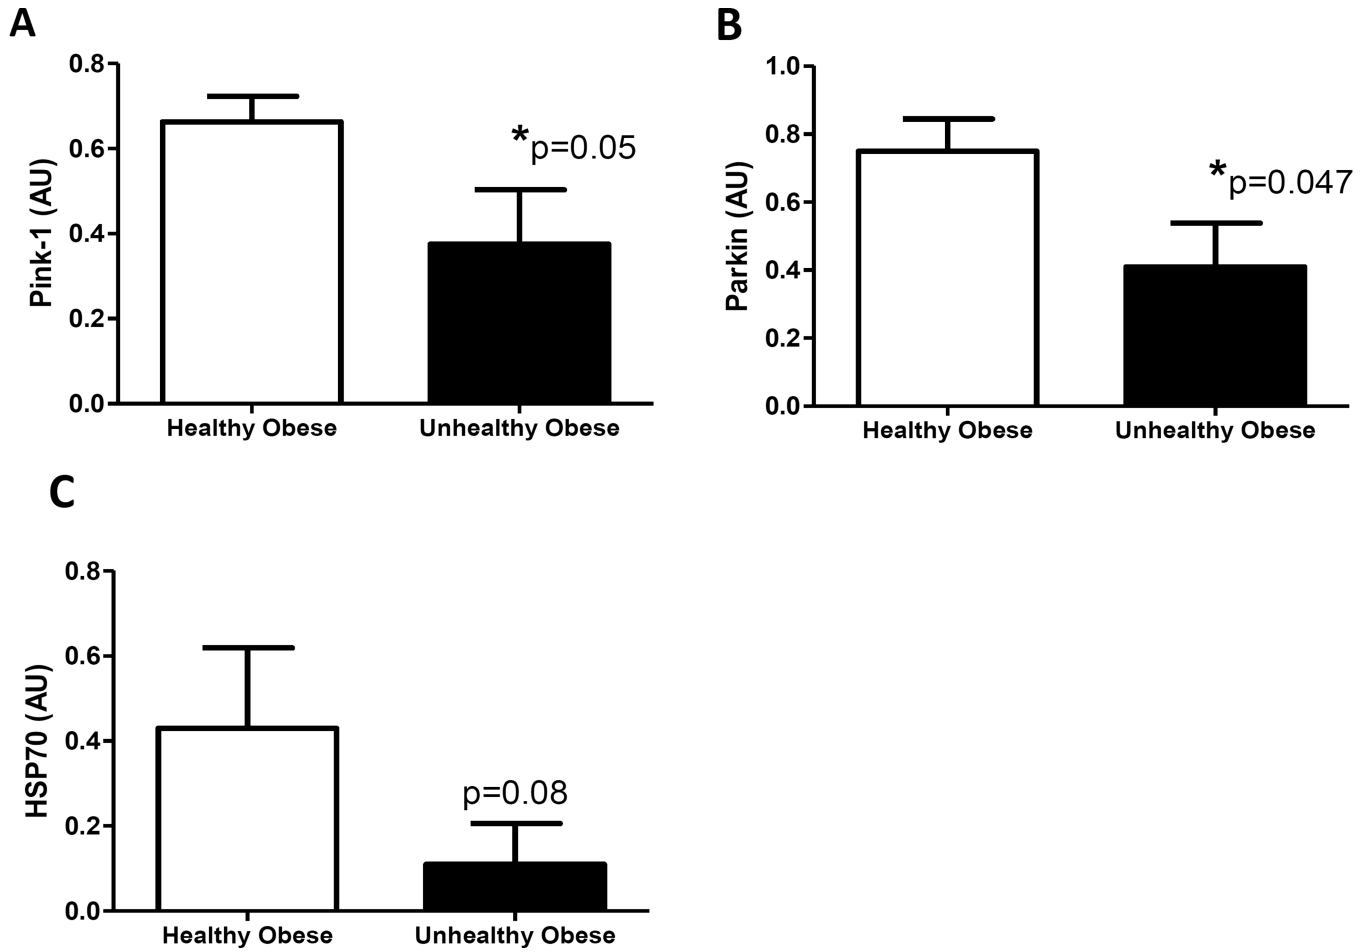 A
Pink-1 (AU)
0.8
0.6
0.4
0.2
0.0
*p=0.05
Healthy Obese
Unhealthy Obese
B
Parkin (AU)
1.0
0.8
0.6
0.4
0.2
0.0
*p=0.047
Healthy Obese
Unhealthy Obese
C
HSP70 (AU)
0.8
0.6
0.4
0.2
0.0
p=0.08
Healthy Obese
Unhealthy Obese